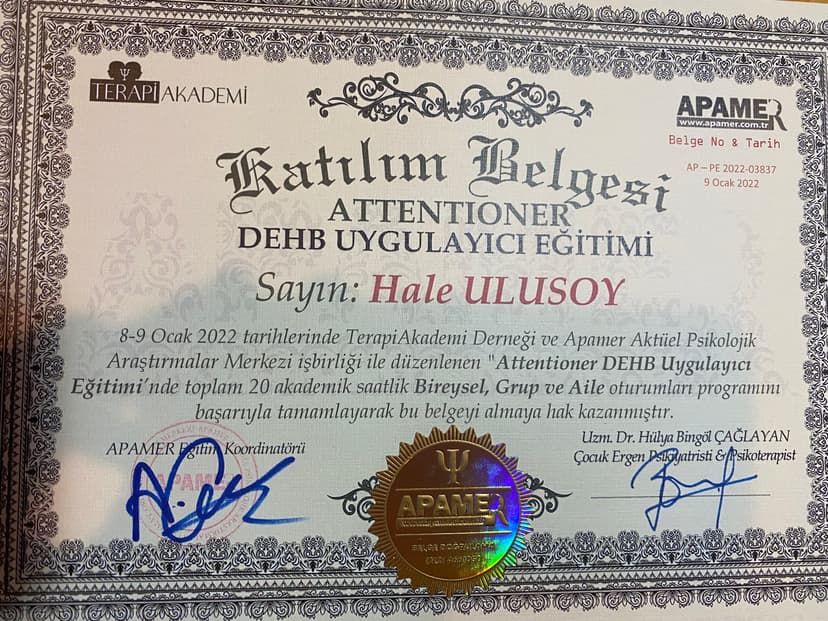 TERAPİ AKADEMİ
APAMER
www.apamer.com.tr
Belge No & Tarih
AP – PE 2022-03837
9 Ocak 2022
Katılım Belgesi
ATTENTIONER
DEHB UYGULAYICI EĞİTİMİ
Sayın: Hale ULUSOY
8-9 Ocak 2022 tarihlerinde TerapiAkademi Derneği ve Apamer Aktüel Psikolojik
Araştırmalar Merkezi işbirliği ile düzenlenen "Attentioner DEHB Uygulayıcı
Eğitimi'nde toplam 20 akademik saatlik Bireysel, Grup ve Aile oturumları programını
başarıyla tamamlayarak bu belgeyi almaya hak kazanmıştır.
APAMER Eğitim Koordinatörü
Uzm. Dr. Hülya Bingöl ÇAĞLAYAN
Çocuk Ergen Psikiyatristi & Psikoterapist
APAMER
APAMER